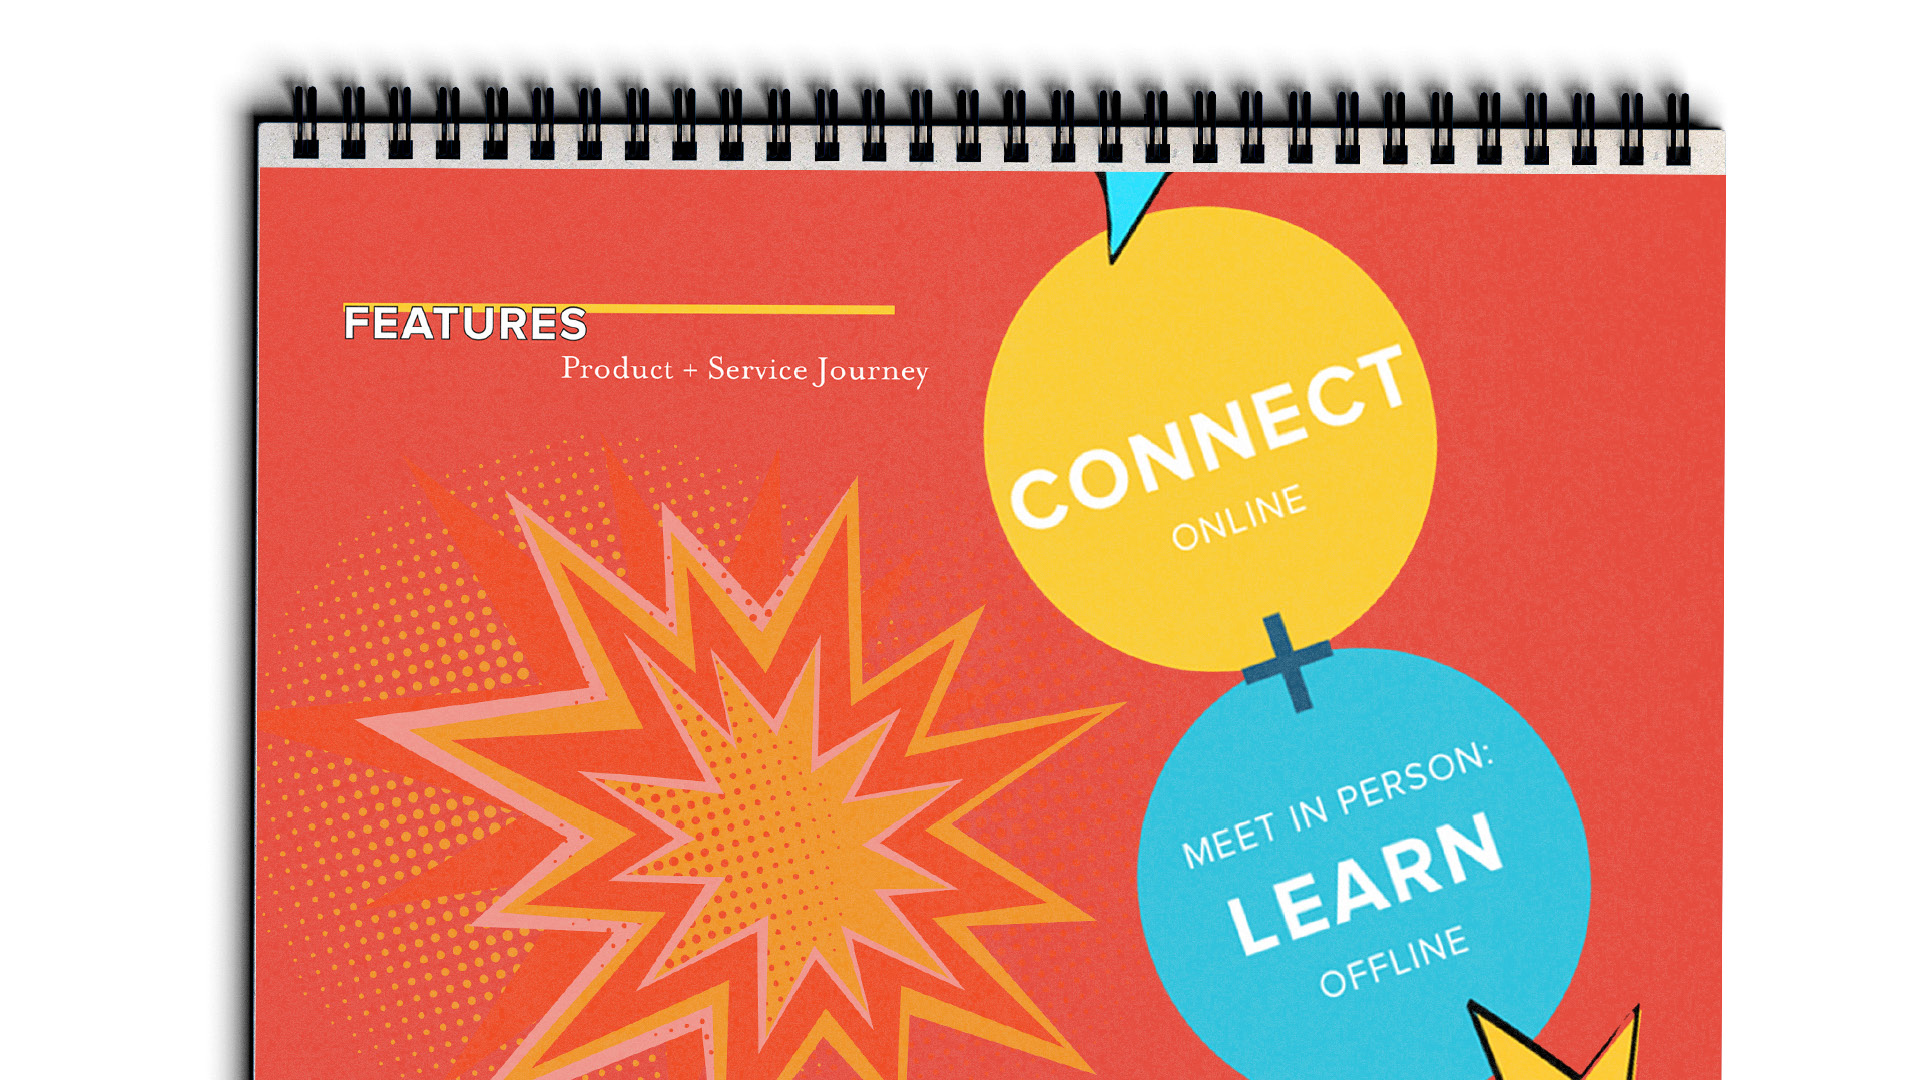 FEATURES
Product + Service Journey
CONNECT
ONLINE
+
MEET IN PERSON:
LEARN
OFFLINE